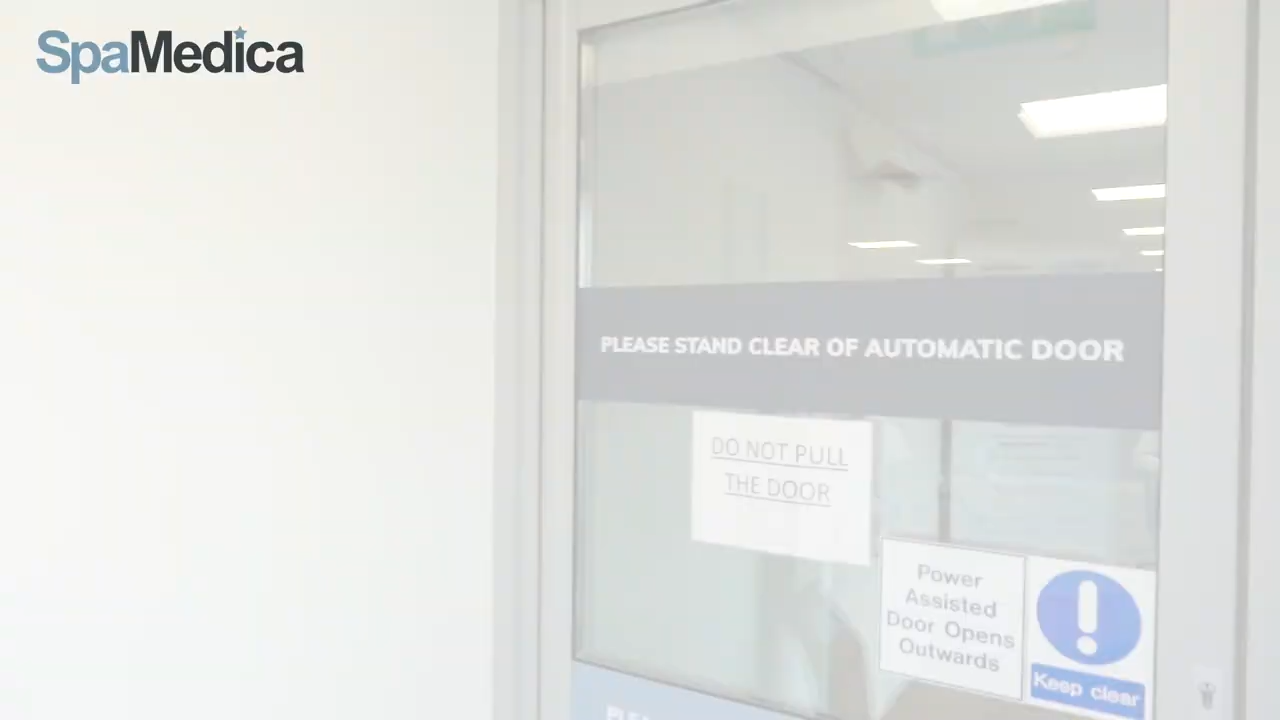 SpaMedica
PLEASE STAND CLEAR OF AUTOMATIC DOOR
DO NOT PULL
THE DOOR
Power
Assisted
Door Opens
Outwards
Keep clear